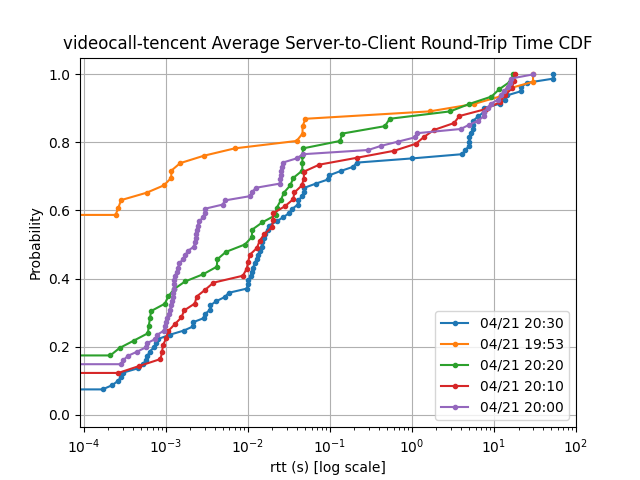 videocall-tencent Average Server-to-Client Round-Trip Time CDF
Probability
1.0
0.8
0.6
0.4
0.2
0.0
04/21 20:30
04/21 19:53
04/21 20:20
04/21 20:10
04/21 20:00
10⁻⁴ 10⁻³ 10⁻² 10⁻¹ 10⁰ 10¹ 10²
rtt (s) [log scale]